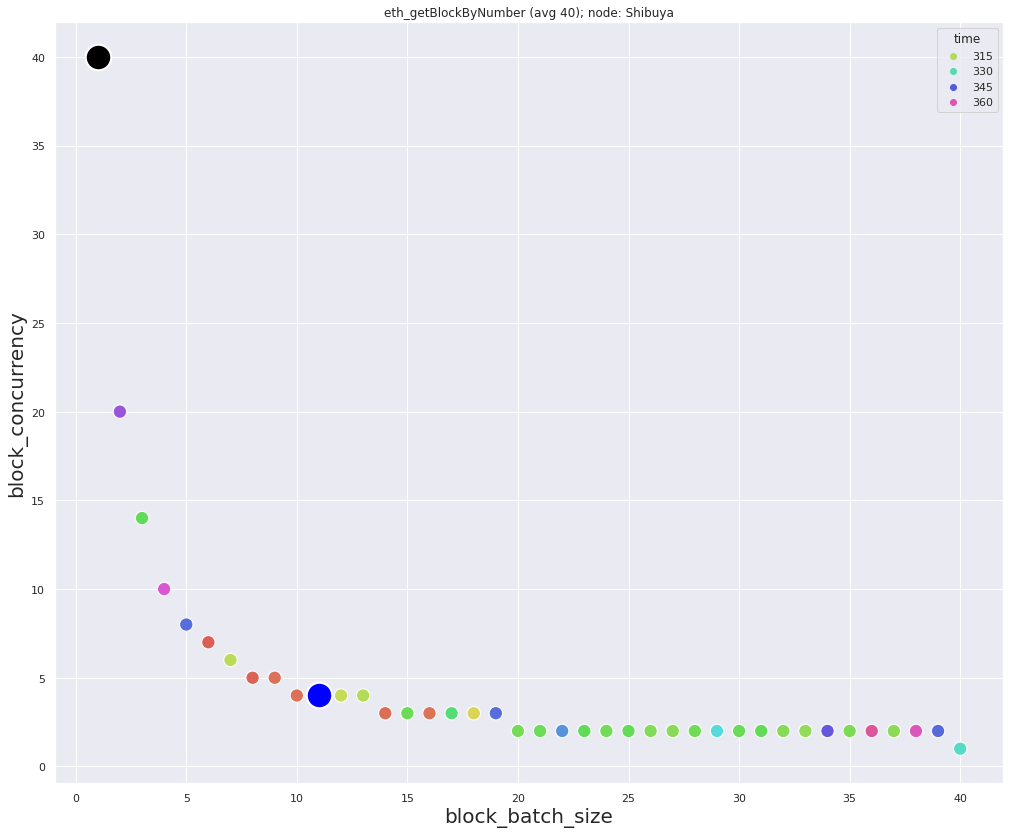 eth_getBlockByNumber (avg 40); node: Shibuya
time
315
330
345
360
40
35
30
25
20
15
10
5
0
block_concurrency
0 5 10 15 20 25 30 35 40
block_batch_size